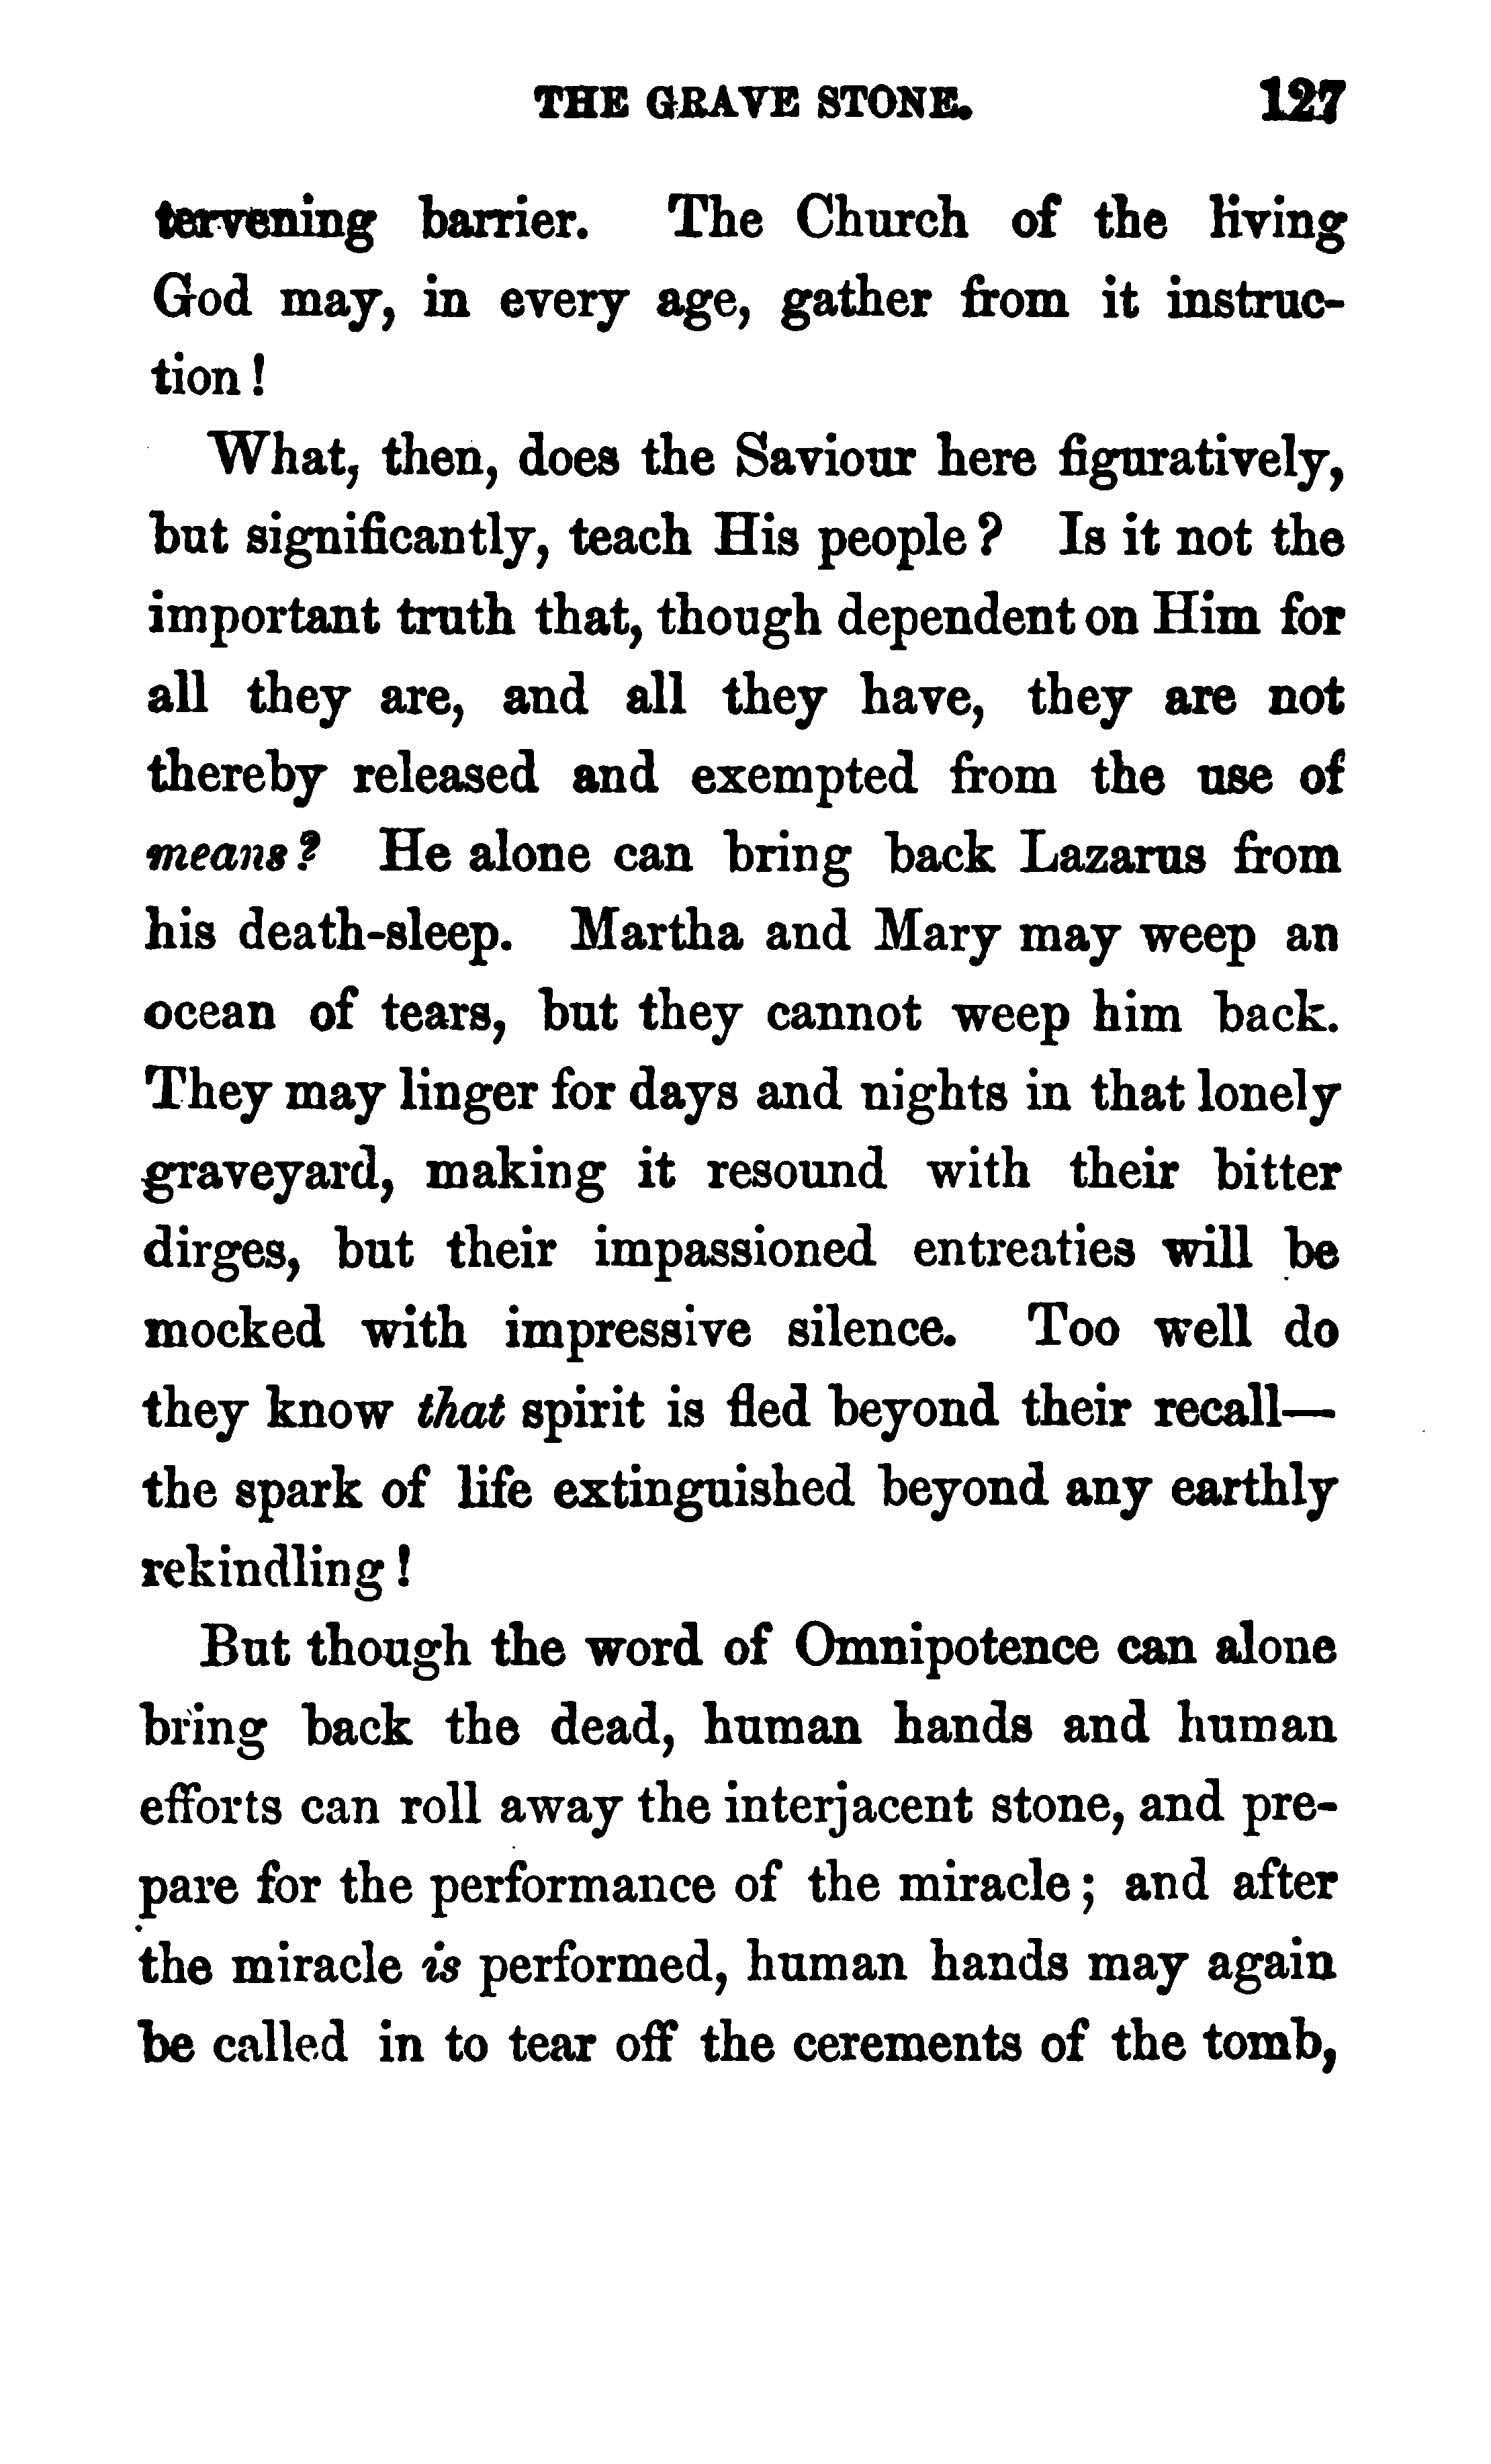 THE GRAVE STONE. 127
tervening barrier. The Church of the living
God may, in every age, gather from it instruc-
tion!
What, then, does the Saviour here figuratively,
but significantly, teach His people? Is it not the
important truth that, though dependent on Him for
all they are, and all they have, they are not
thereby released and exempted from the use of
means? He alone can bring back Lazarus from
his death-sleep. Martha and Mary may weep an
ocean of tears, but they cannot weep him back.
They may linger for days and nights in that lonely
graveyard, making it resound with their bitter
dirges, but their impassioned entreaties will be
mocked with impressive silence. Too well do
they know that spirit is fled beyond their recall—
the spark of life extinguished beyond any earthly
rekindling!
But though the word of Omnipotence can alone
bring back the dead, human hands and human
efforts can roll away the interjacent stone, and pre-
pare for the performance of the miracle; and after
the miracle is performed, human hands may again
be called in to tear off the cerements of the tomb,